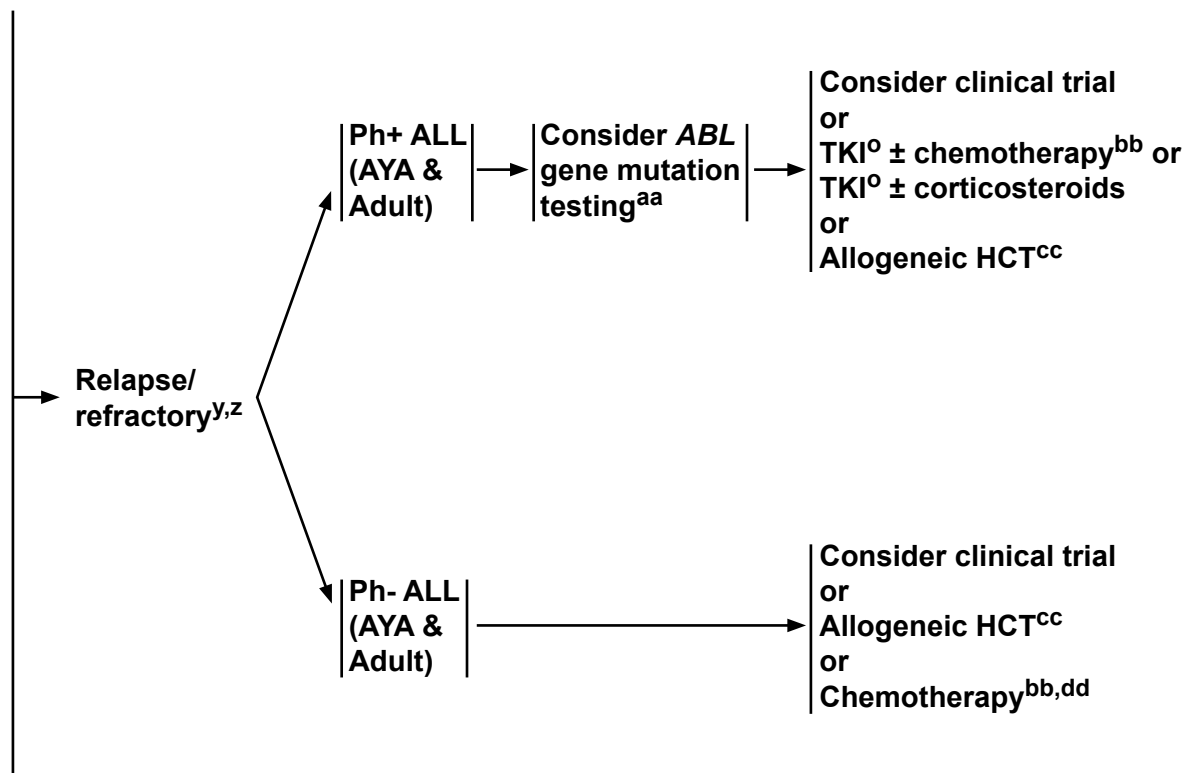 Relapse/
refractory^y,z
Ph+ ALL
(AYA &
Adult)
Consider ABL
gene mutation
testing^aa
Consider clinical trial
or
TKI^o ± chemotherapy^bb or
TKI^o ± corticosteroids
or
Allogeneic HCT^cc
Ph- ALL
(AYA &
Adult)
Consider clinical trial
or
Allogeneic HCT^cc
or
Chemotherapy^bb,dd